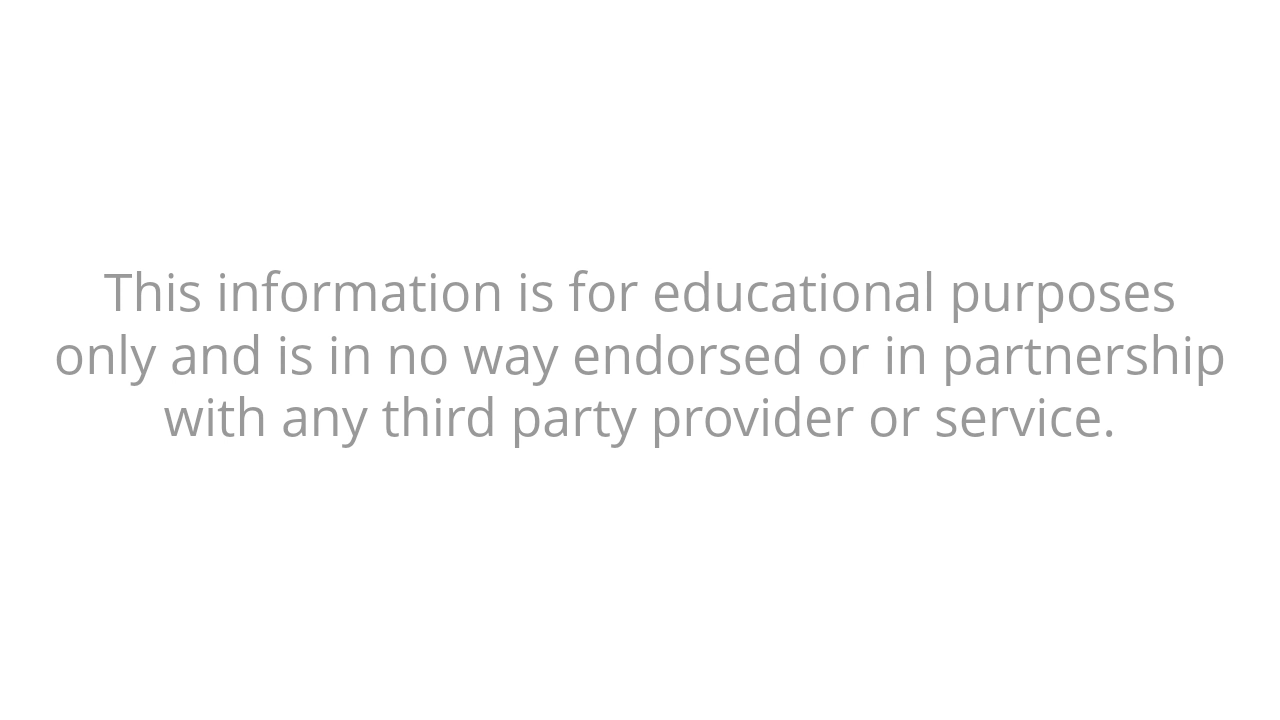 This information is for educational purposes
only and is in no way endorsed or in partnership
with any third party provider or service.